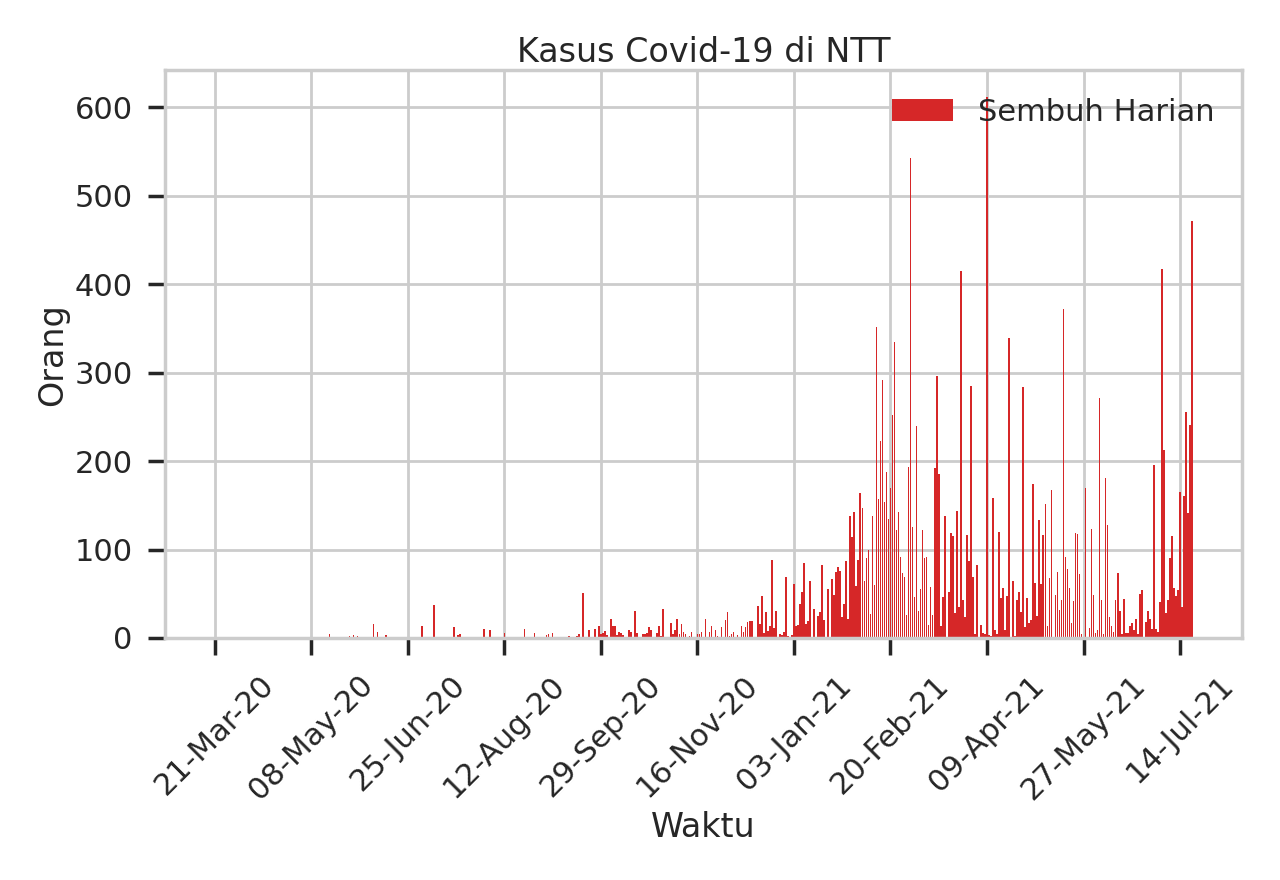 Kasus Covid-19 di NTT
Sembuh Harian
600
500
400
300
200
100
0
Orang
21-Mar-20
08-May-20
25-Jun-20
12-Aug-20
29-Sep-20
16-Nov-20
03-Jan-21
20-Feb-21
09-Apr-21
27-May-21
14-Jul-21
Waktu